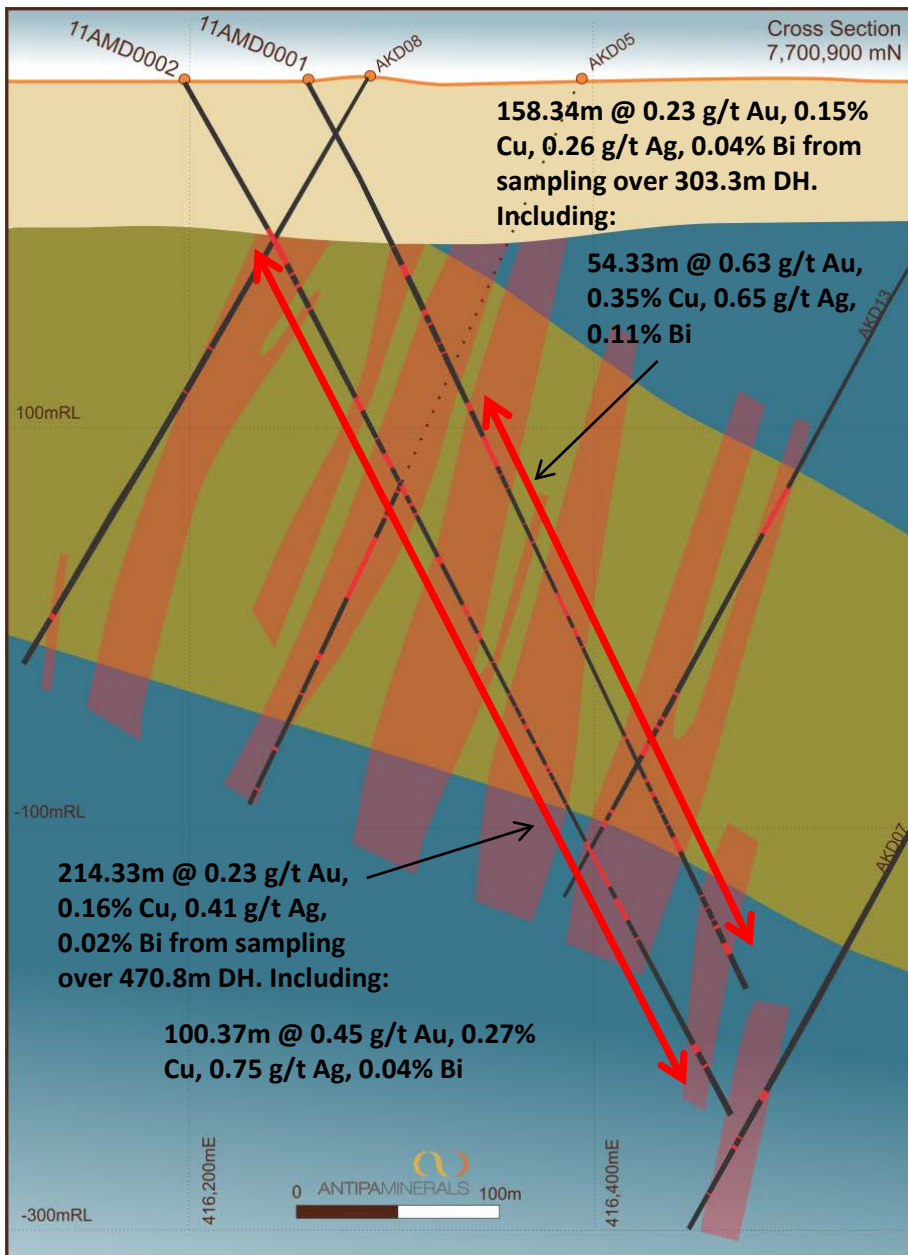 Cross Section
7,700,900 mN
11AMD0002
11AMD0001
AKD08
AKD05
158.34m @ 0.23 g/t Au, 0.15%
Cu, 0.26 g/t Ag, 0.04% Bi from
sampling over 303.3m DH.
Including:
54.33m @ 0.63 g/t Au,
0.35% Cu, 0.65 g/t Ag,
0.11% Bi
AKD13
100mRL
-100mRL
AKD07
214.33m @ 0.23 g/t Au,
0.16% Cu, 0.41 g/t Ag,
0.02% Bi from sampling
over 470.8m DH. Including:
100.37m @ 0.45 g/t Au, 0.27%
Cu, 0.75 g/t Ag, 0.04% Bi
416,200mE
416,400mE
ANTIPAMINERALS
0 100m
-300mRL